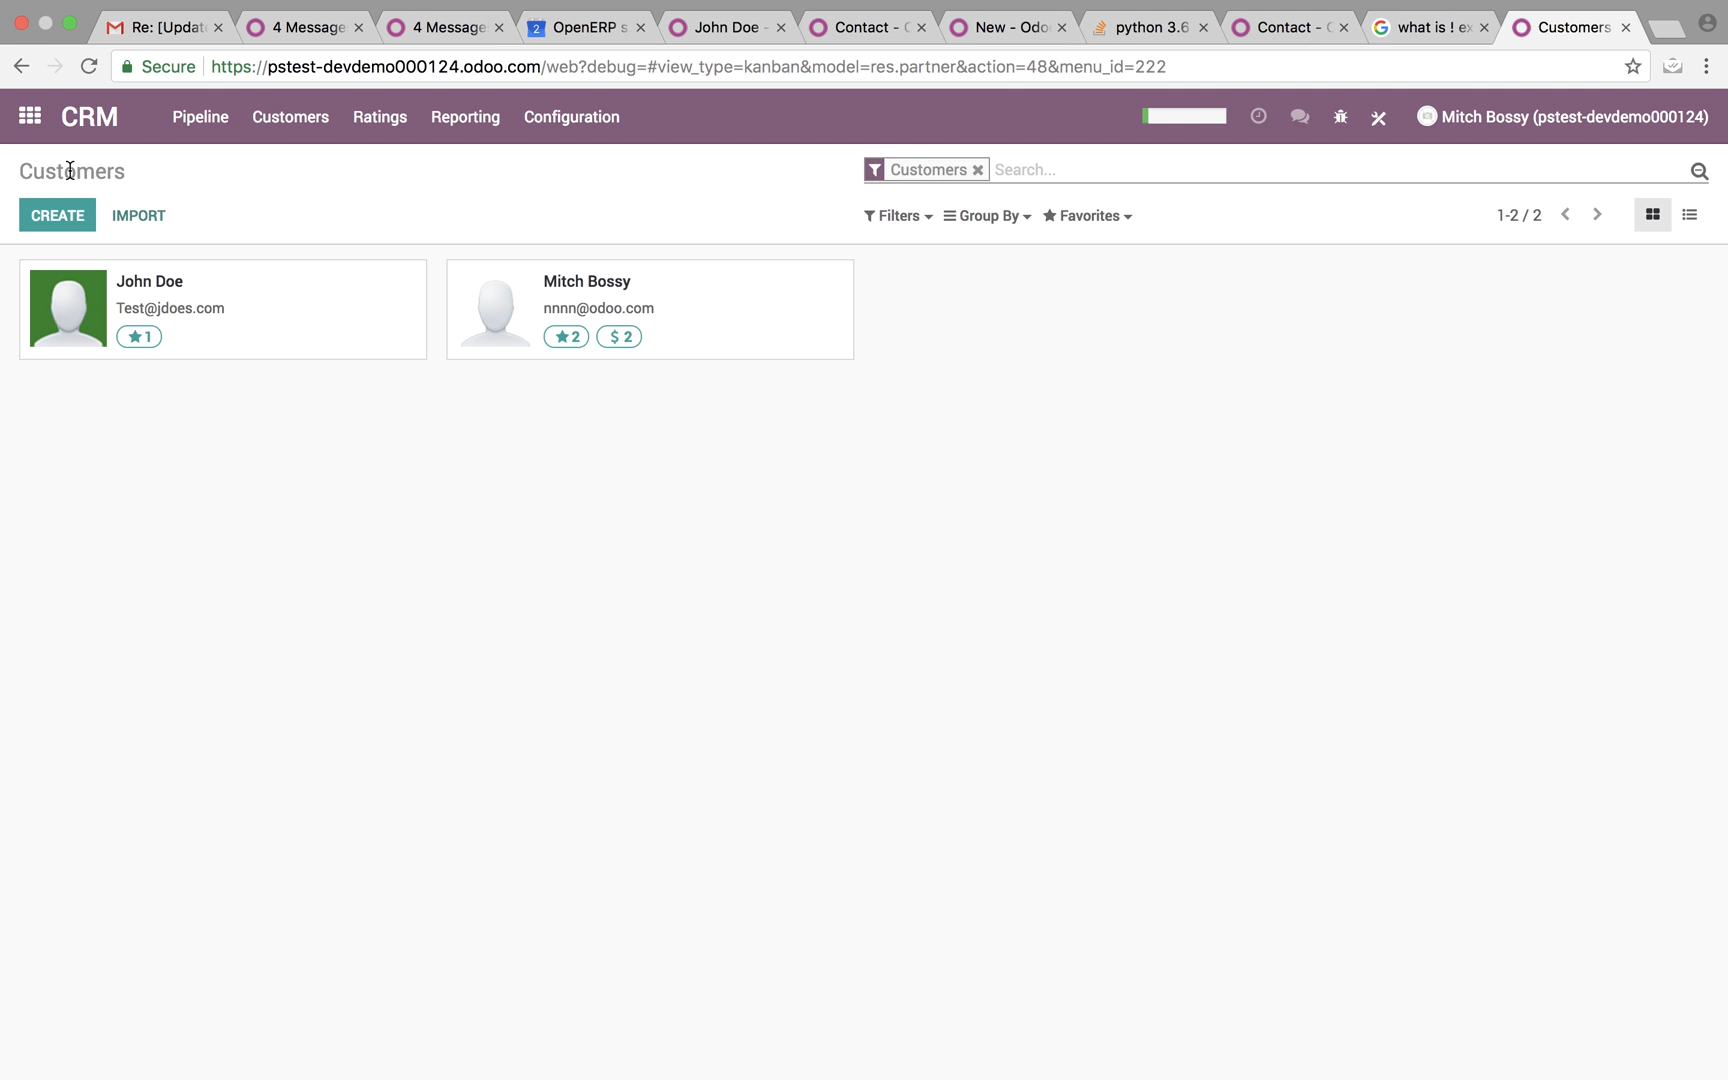 Re: [Updat
4 Message
4 Message
2 OpenERP s
John Doe -
Contact - C
New - Odo
python 3.6
Contact - C
what is ! ex
Customers
Secure https://pstest-devdemo000124.odoo.com/web?debug=#view_type=kanban&model=res.partner&action=48&menu_id=222
CRM Pipeline Customers Ratings Reporting Configuration Mitch Bossy (pstest-devdemo000124)
Customers
Customers Search...
CREATE IMPORT
Filters Group By Favorites 1-2 / 2
John Doe
Test@jdoes.com
1
Mitch Bossy
nnnn@odoo.com
2 $ 2